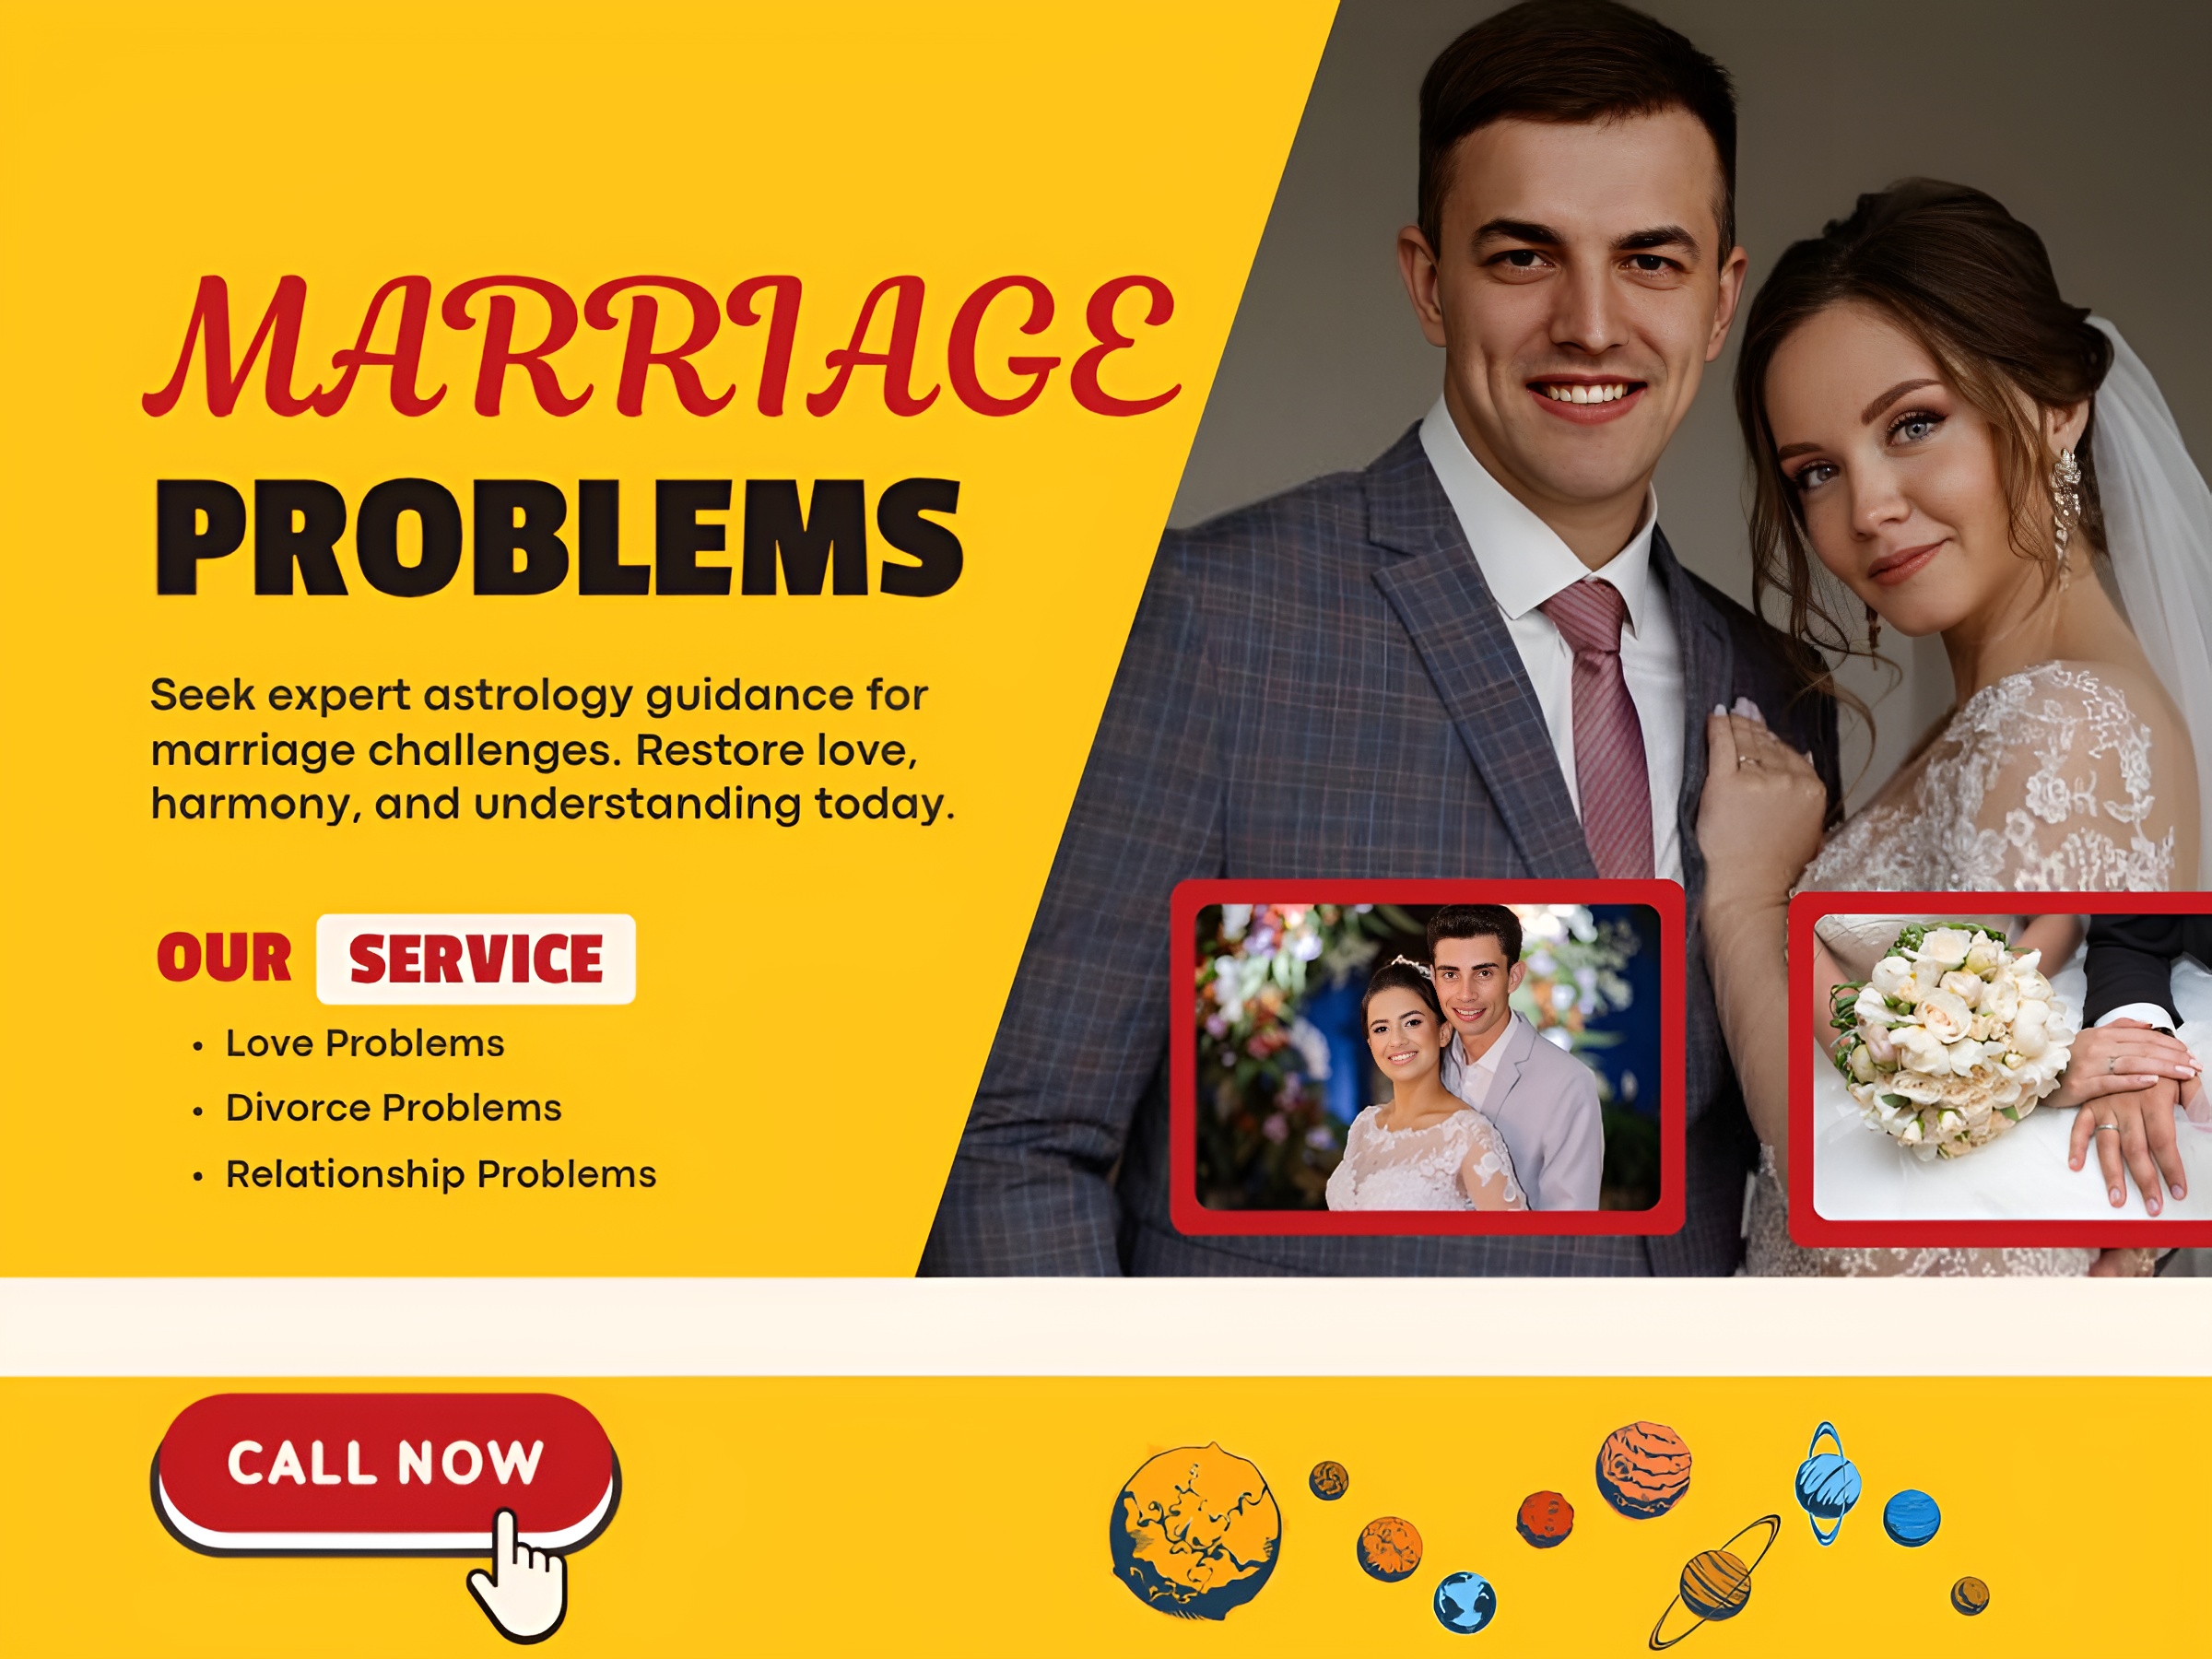 MARRIAGE
PROBLEMS
Seek expert astrology guidance for
marriage challenges. Restore love,
harmony, and understanding today.
OUR SERVICE
• Love Problems
• Divorce Problems
• Relationship Problems
CALL NOW